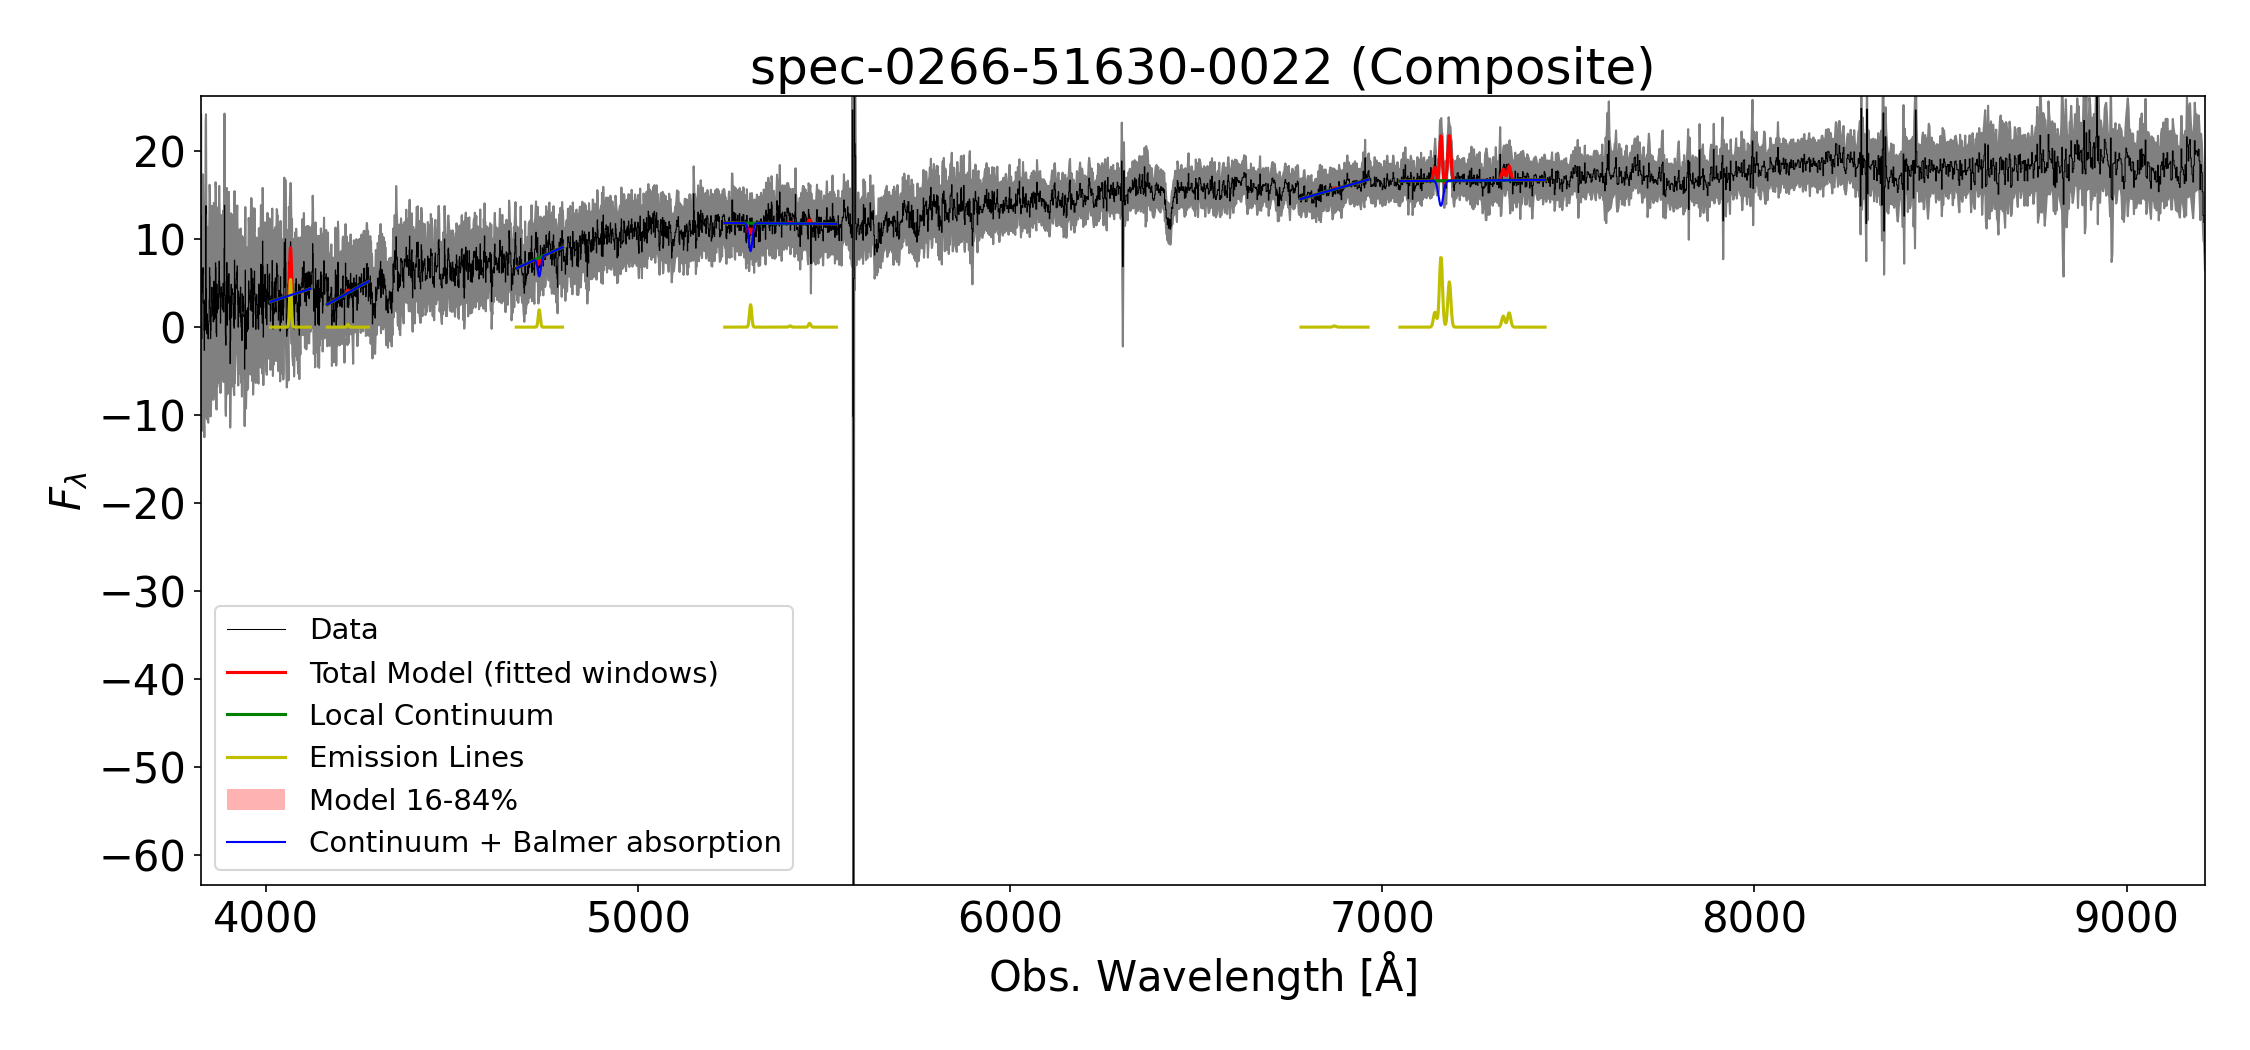 spec-0266-51630-0022 (Composite)
20
10
0
−10
−20
−30
−40
−50
−60
Fλ
Data
Total Model (fitted windows)
Local Continuum
Emission Lines
Model 16-84%
Continuum + Balmer absorption
4000 5000 6000 7000 8000 9000
Obs. Wavelength [Å]